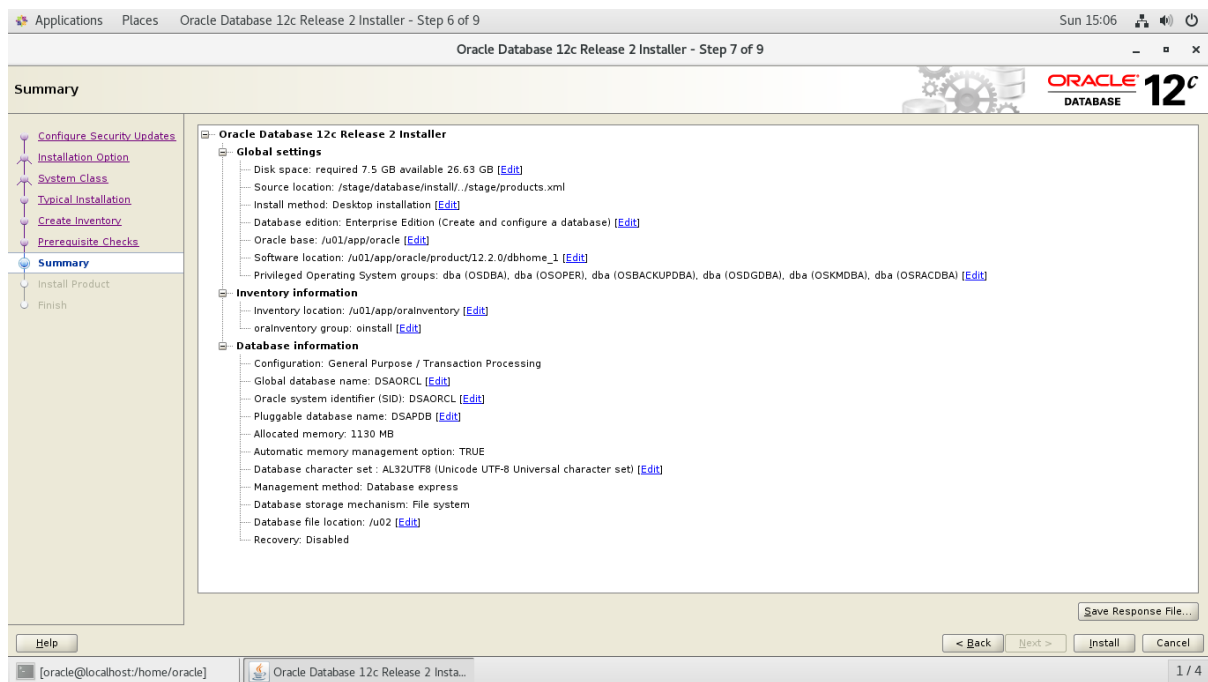 Applications Places Oracle Database 12c Release 2 Installer - Step 6 of 9 Sun 15:06
Oracle Database 12c Release 2 Installer - Step 7 of 9
Summary
ORACLE
DATABASE
12c
Configure Security Updates
Installation Option
System Class
Typical Installation
Create Inventory
Prerequisite Checks
Summary
Install Product
Finish
Oracle Database 12c Release 2 Installer
Global settings
Disk space: required 7.5 GB available 26.63 GB [Edit]
Source location: /stage/database/install/../stage/products.xml
Install method: Desktop installation [Edit]
Database edition: Enterprise Edition (Create and configure a database) [Edit]
Oracle base: /u01/app/oracle [Edit]
Software location: /u01/app/oracle/product/12.2.0/dbhome_1 [Edit]
Privileged Operating System groups: dba (OSDBA), dba (OSOPER), dba (OSBACKUPDBA), dba (OSDGDBA), dba (OSKMDBA), dba (OSRACDBA) [Edit]
Inventory information
Inventory location: /u01/app/oraInventory [Edit]
oraInventory group: oinstall [Edit]
Database information
Configuration: General Purpose / Transaction Processing
Global database name: DSAORCL [Edit]
Oracle system identifier (SID): DSAORCL [Edit]
Pluggable database name: DSAPDB [Edit]
Allocated memory: 1130 MB
Automatic memory management option: TRUE
Database character set : AL32UTF8 (Unicode UTF-8 Universal character set) [Edit]
Management method: Database express
Database storage mechanism: File system
Database file location: /u02 [Edit]
Recovery: Disabled
Save Response File...
Help < Back Next > Install Cancel
[oracle@localhost:/home/oracle] Oracle Database 12c Release 2 Insta... 1 / 4